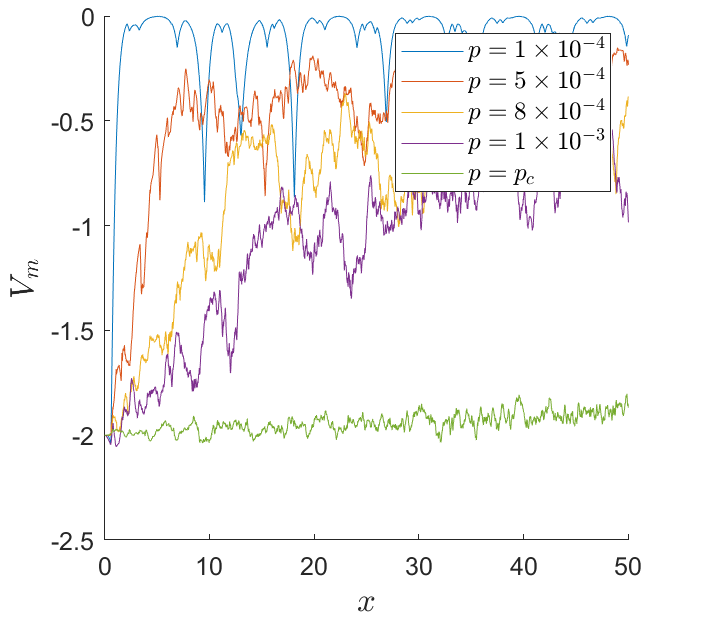 0
-0.5
-1
-1.5
-2
-2.5
V_m
p = 1 × 10^{-4}
p = 5 × 10^{-4}
p = 8 × 10^{-4}
p = 1 × 10^{-3}
p = p_c
0 10 20 30 40 50
x